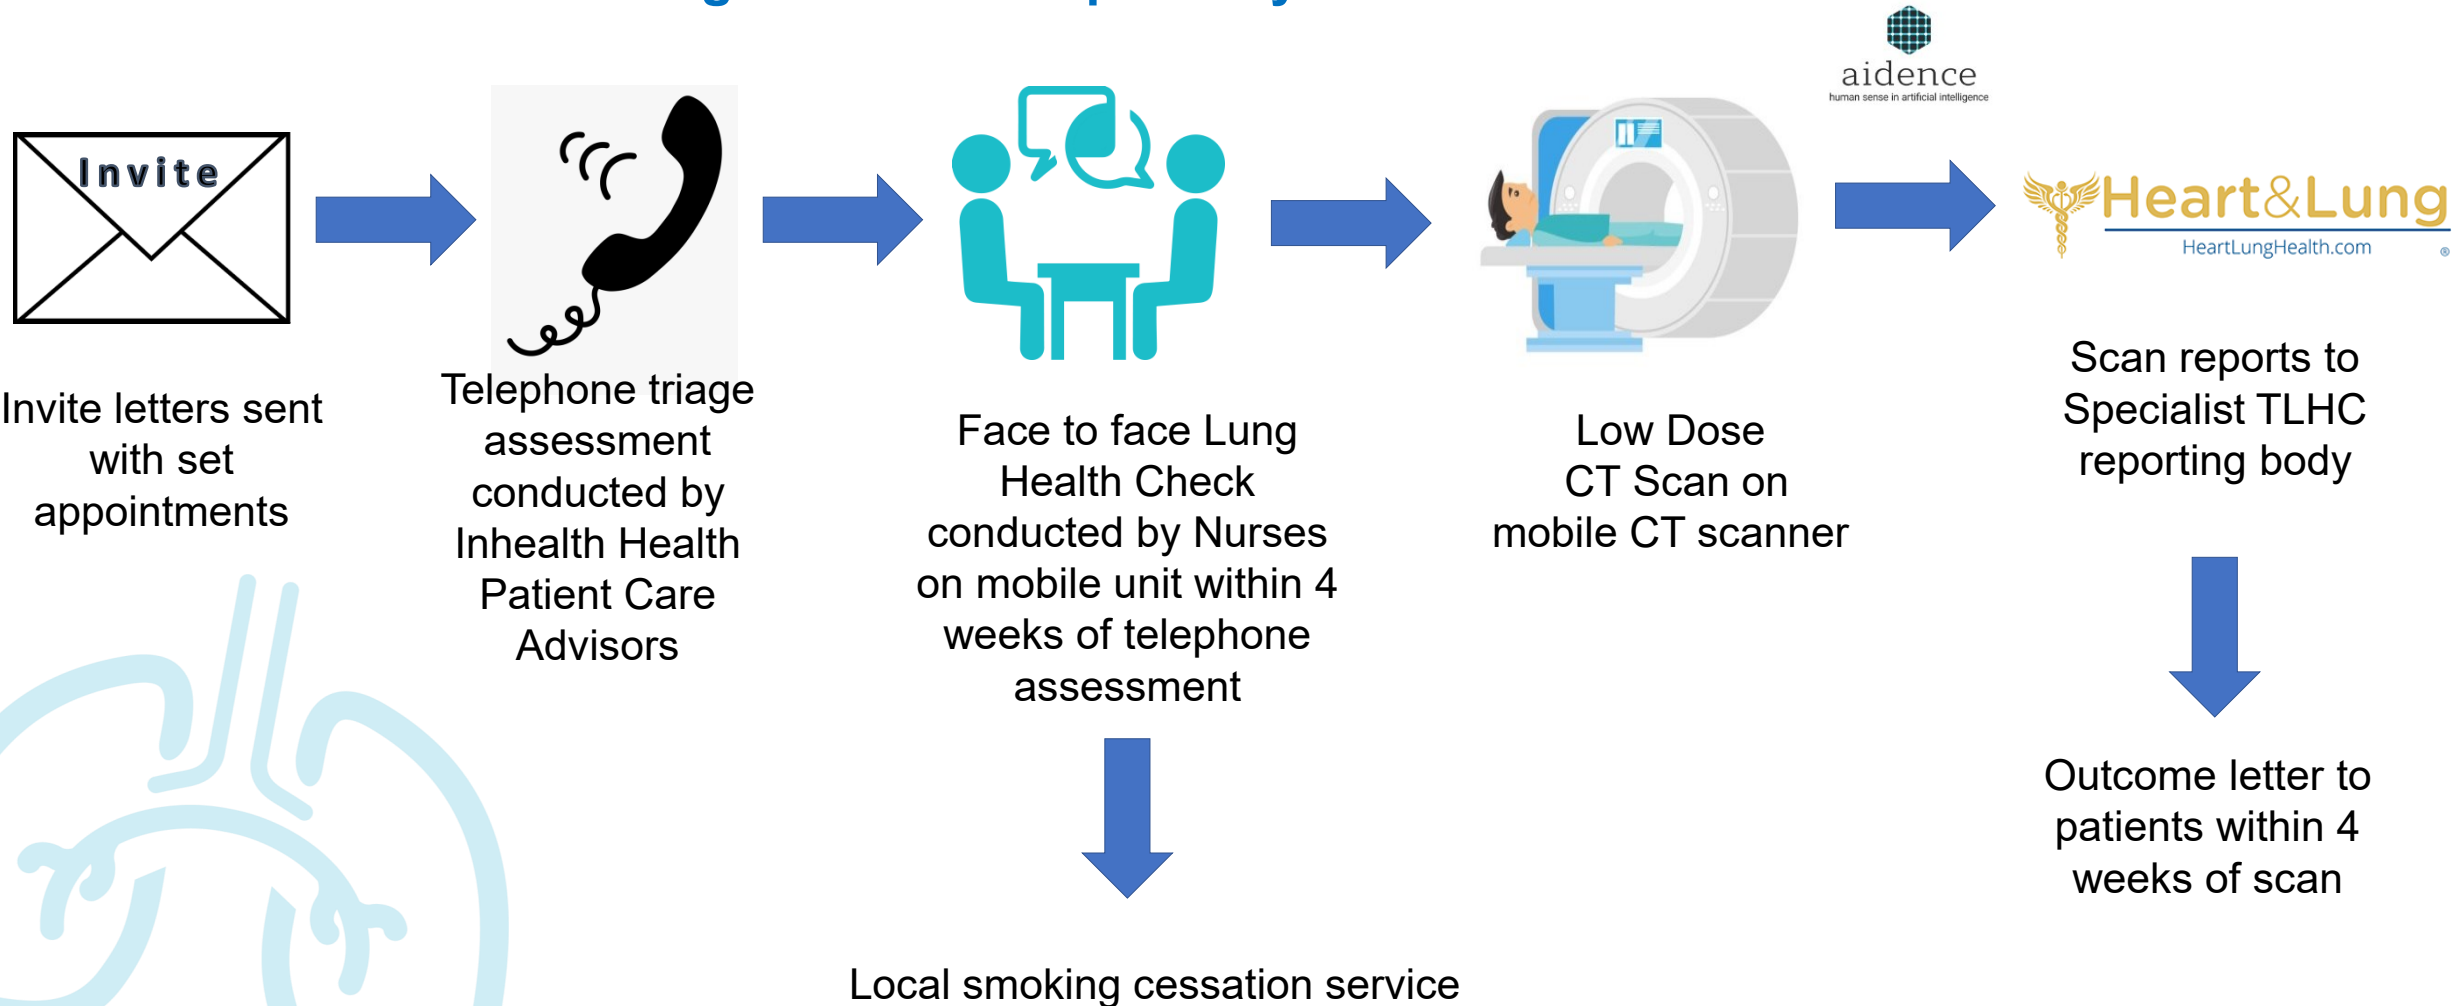 aidence
human sense in artificial intelligence
Invite
Heart&Lung
HeartLungHealth.com
®
Invite letters sent
with set
appointments
Telephone triage
assessment
conducted by
Inhealth Health
Patient Care
Advisors
Face to face Lung
Health Check
conducted by Nurses
on mobile unit within 4
weeks of telephone
assessment
Low Dose
CT Scan on
mobile CT scanner
Scan reports to
Specialist TLHC
reporting body
Outcome letter to
patients within 4
weeks of scan
Local smoking cessation service